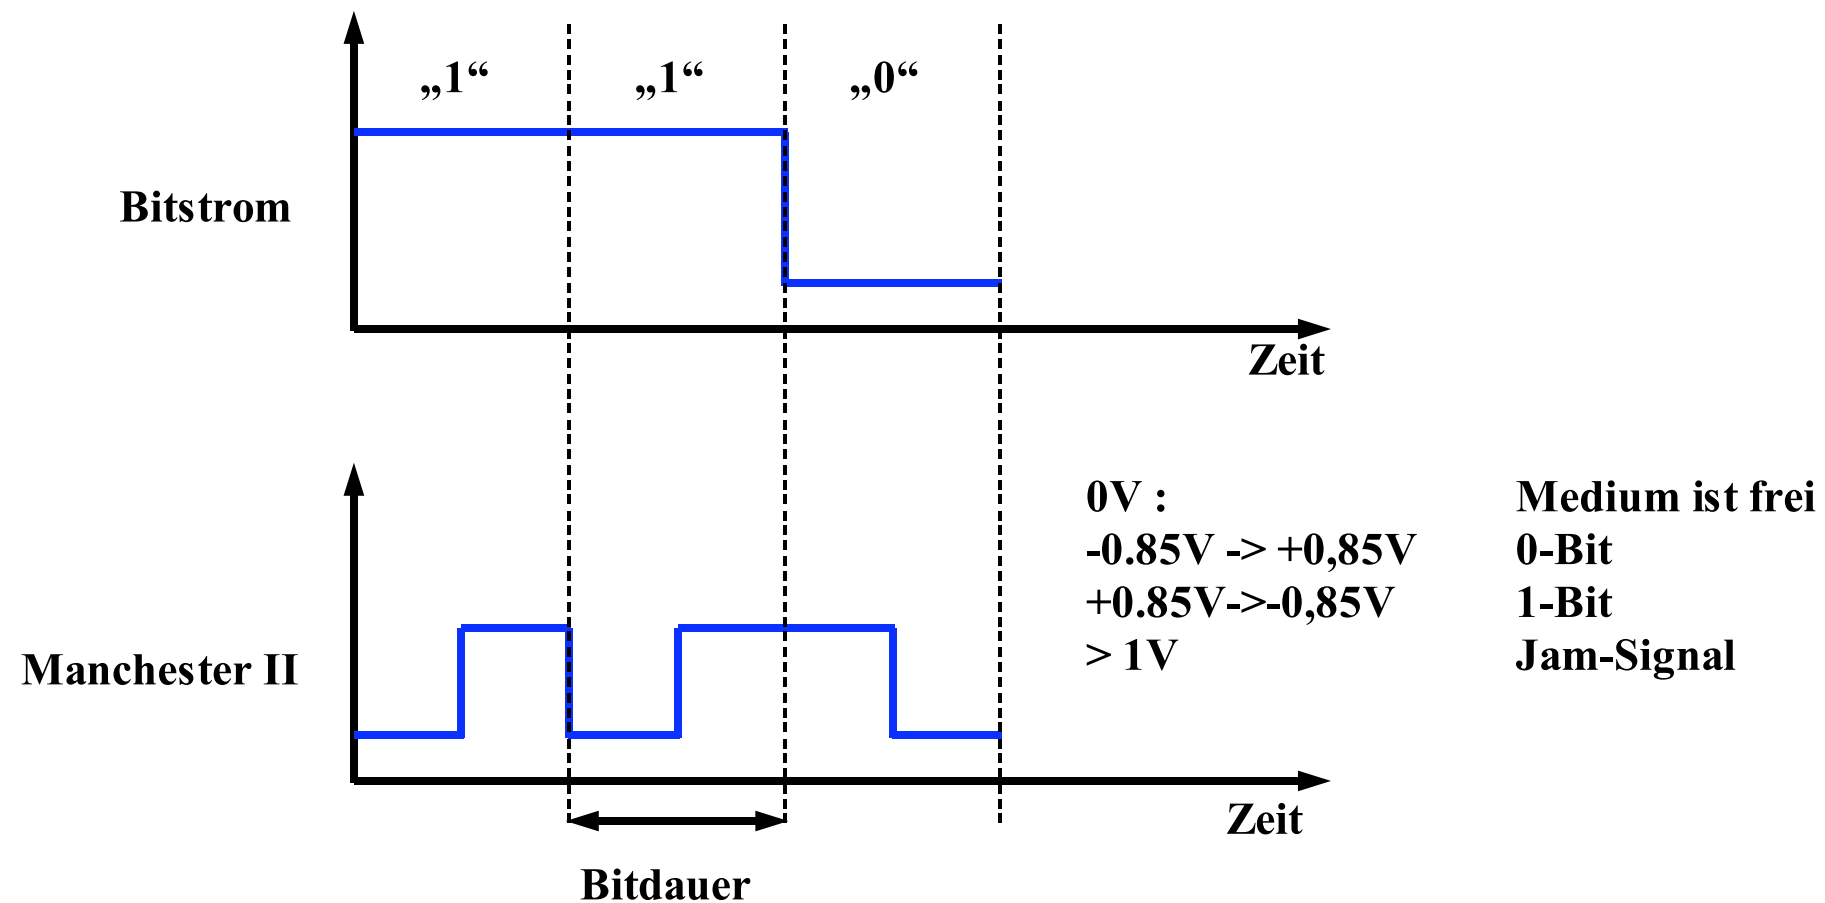 „1“ „1“ „0“
Bitstrom
Zeit
0V : Medium ist frei
-0.85V -> +0,85V 0-Bit
+0.85V->-0,85V 1-Bit
> 1V Jam-Signal
Manchester II
Zeit
Bitdauer